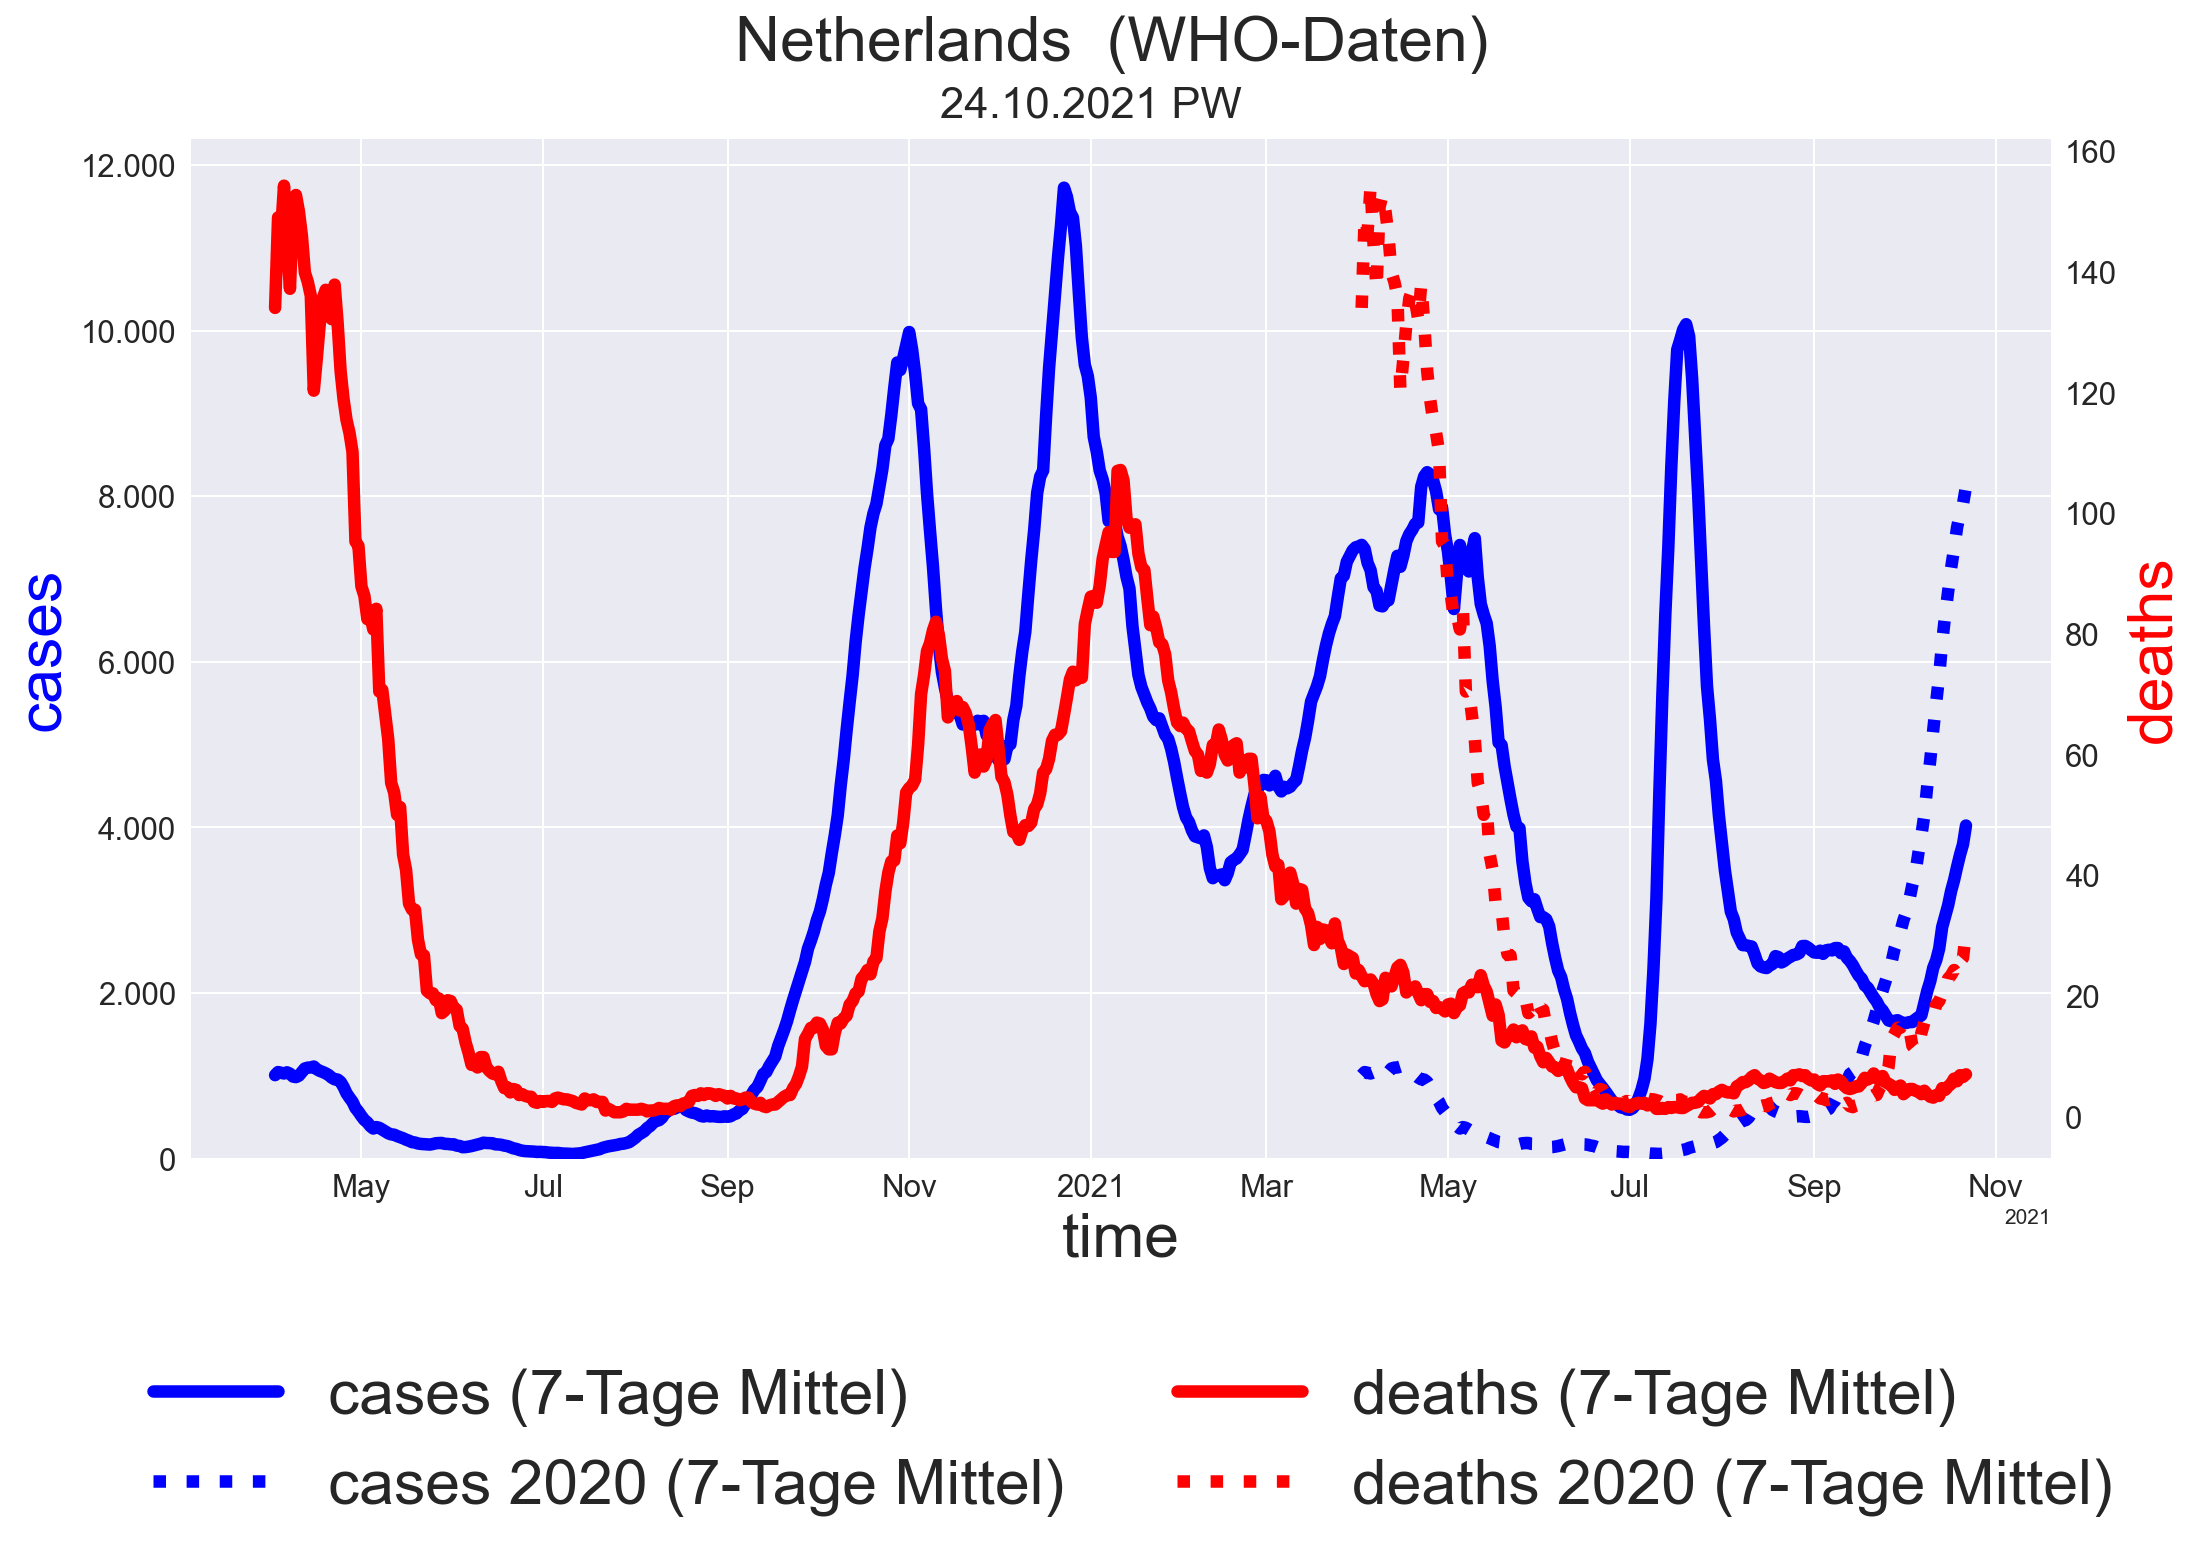 Netherlands  (WHO-Daten)
24.10.2021 PW
12.000
10.000
8.000
6.000
4.000
2.000
0
cases
160
140
120
100
80
60
40
20
0
deaths
May Jul Sep Nov 2021 Mar May Jul Sep Nov
2021
time
cases (7-Tage Mittel) deaths (7-Tage Mittel)
cases 2020 (7-Tage Mittel) deaths 2020 (7-Tage Mittel)